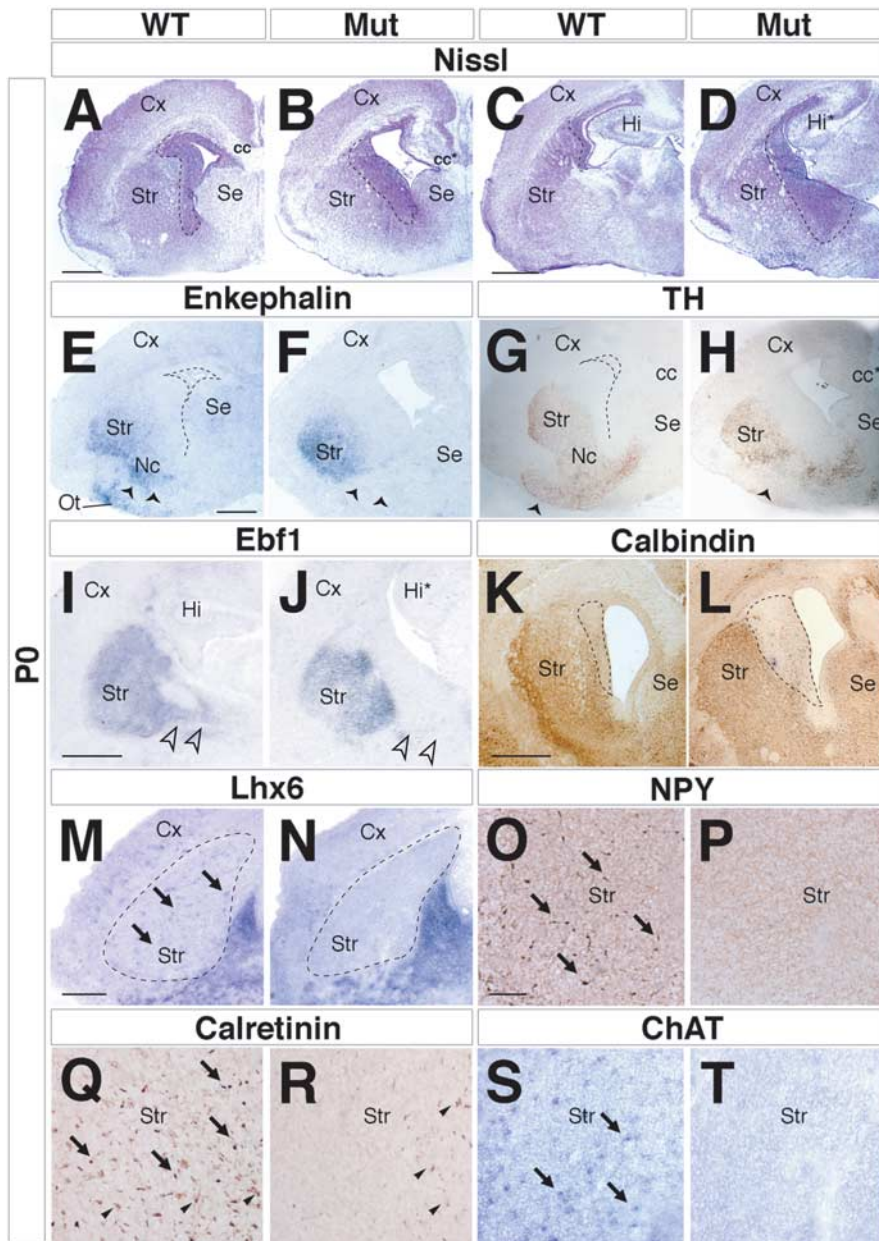 WT Mut WT Mut
Nissl
A Cx cc Str Se B Cx cc* Str Se C Cx Hi Str D Cx Hi* Str
Enkephalin TH
E Cx Str Se Nc Ot F Cx Str Se G Cx cc Str Se Nc H Cx cc* Str Se
Ebf1 Calbindin
I Cx Hi Str J Cx Hi* Str K Str Se L Str Se
P0
Lhx6 NPY
M Cx Str N Cx Str O Str P Str
Calretinin ChAT
Q Str R Str S Str T Str